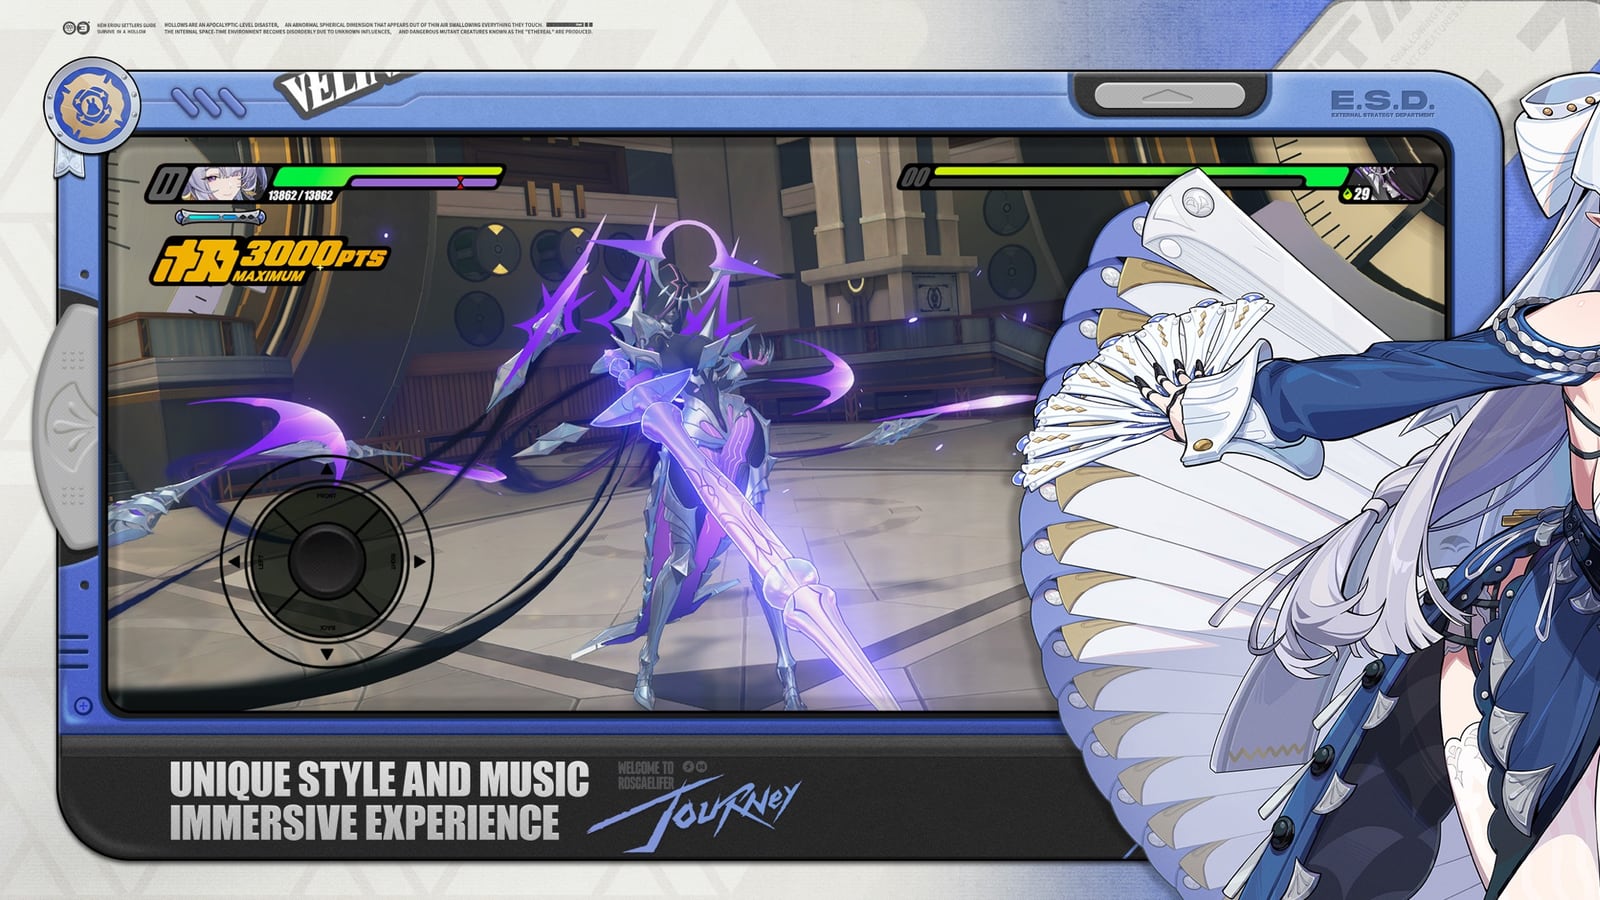 NEW ERIDU SETTLERS GUIDE
SURVIVE IN A HOLLOW
HOLLOWS ARE AN APOCALYPTIC-LEVEL DISASTER, AN ABNORMAL SPHERICAL DIMENSION THAT APPEARS OUT OF THIN AIR SWALLOWING EVERYTHING THEY TOUCH.
THE INTERNAL SPACE-TIME ENVIRONMENT BECOMES DISORDERLY DUE TO UNKNOWN INFLUENCES, AND DANGEROUS MUTANT CREATURES KNOWN AS THE "ETHEREAL" ARE PRODUCED.
E.S.D.
EXTERNAL STRATEGY DEPARTMENT
13862/13862
29
3000PTS
MAXIMUM
FRONT
LEFT
RIGHT
BACK
UNIQUE STYLE AND MUSIC
IMMERSIVE EXPERIENCE
WELCOME TO
ROSCAELIFER
JOURNEY